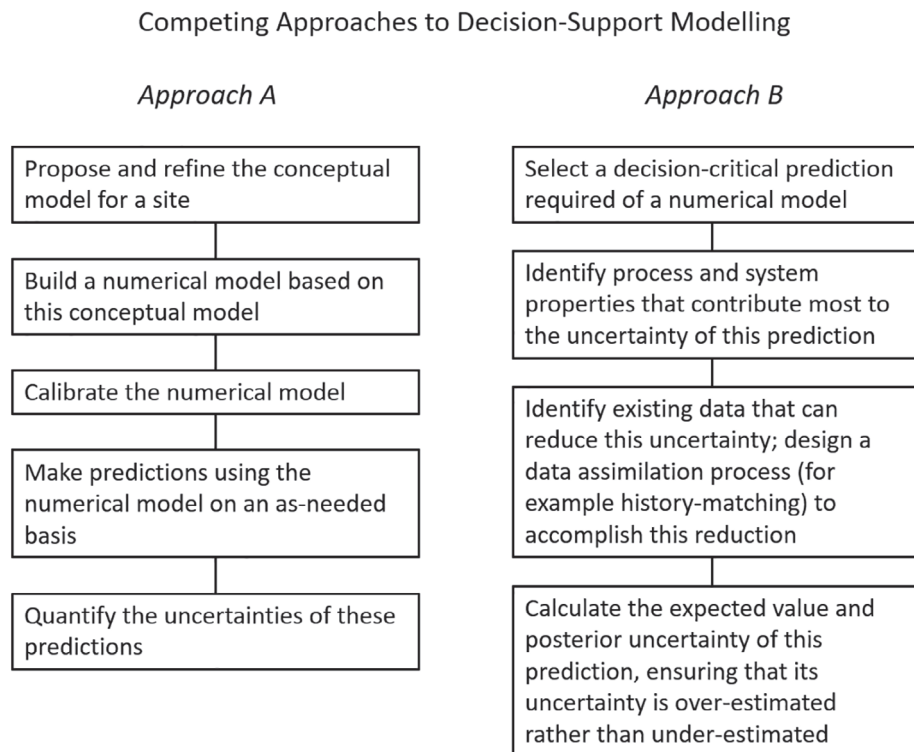 Competing Approaches to Decision-Support Modelling
Approach A
Propose and refine the conceptual
model for a site
Build a numerical model based on
this conceptual model
Calibrate the numerical model
Make predictions using the
numerical model on an as-needed
basis
Quantify the uncertainties of these
predictions
Approach B
Select a decision-critical prediction
required of a numerical model
Identify process and system
properties that contribute most to
the uncertainty of this prediction
Identify existing data that can
reduce this uncertainty; design a
data assimilation process (for
example history-matching) to
accomplish this reduction
Calculate the expected value and
posterior uncertainty of this
prediction, ensuring that its
uncertainty is over-estimated
rather than under-estimated